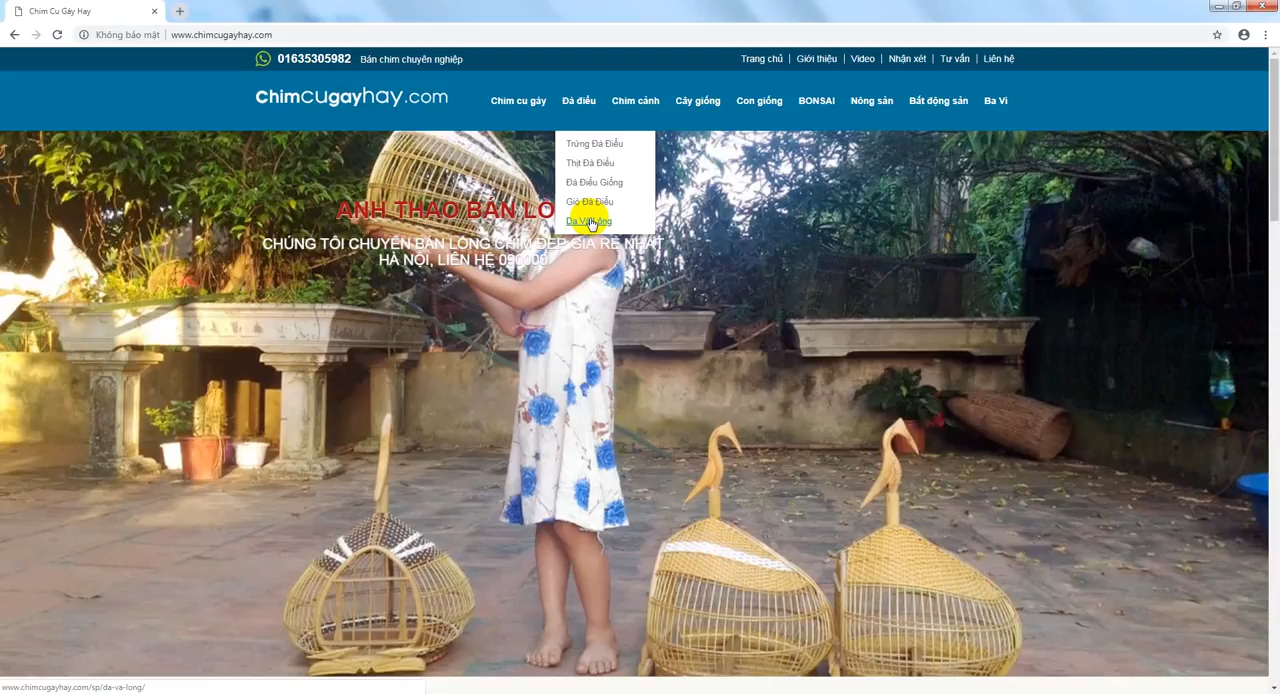 Chim Cu Gáy Hay
Không bảo mật | www.chimcugayhay.com
01635305982 Bán chim chuyên nghiệp
Trang chủ | Giới thiệu | Video | Nhận xét | Tư vấn | Liên hệ
Chimcugayhay.com
Chim cu gáy Đà điểu Chim cảnh Cây giống Con giống BONSAI Nông sản Bất động sản Ba Vì
Trứng Đà Điểu
Thịt Đà Điểu
Đà Điểu Giống
Giò Đà Điểu
Da Và Lông
ANH THAO BÁN LỒ
CHÚNG TÔI CHUYÊN BÁN LỒNG CHIM ĐẸP GIÁ RẺ NHẤT
HÀ NỘI, LIÊN HỆ 090000
www.chimcugayhay.com/sp/da-va-long/